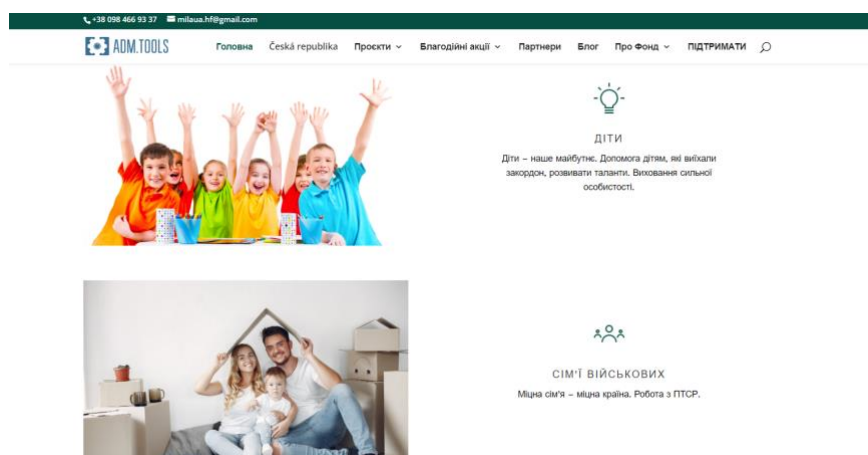 +38 098 466 93 37 milaua.hf@gmail.com
ADM.TOOLS Головна Česká republika Проєкти Благодійні акції Партнери Блог Про Фонд ПІДТРИМАТИ
ДІТИ
Діти – наше майбутнє. Допомога дітям, які виїхали
закордон, розвивати таланти. Виховання сильної
особистості.
СІМ'Ї ВІЙСЬКОВИХ
Міцна сім'я – міцна країна. Робота з ПТСР.